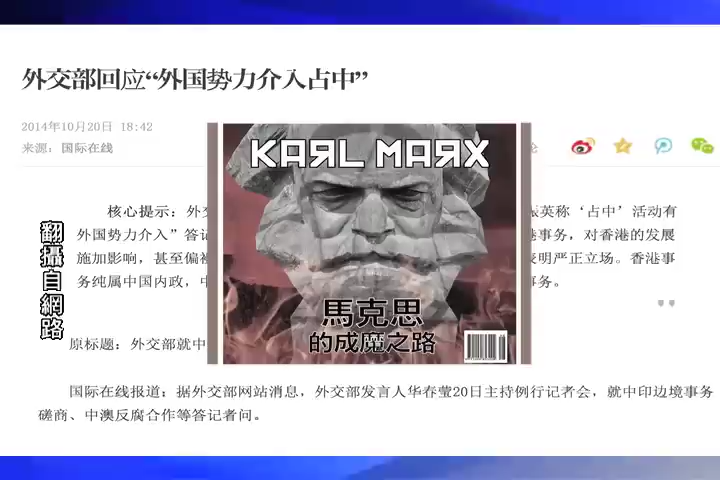 外交部回应“外国势力介入占中”
2014年10月20日 18:42
来源：国际在线
论
核心提示：外交
振英称‘占中’活动有
外国势力介入”答记
港事务，对香港的发展
施加影响，甚至偏袒
表明严正立场。香港事
务纯属中国内政，中
事务。
原标题：外交部就中
国际在线报道：据外交部网站消息，外交部发言人华春莹20日主持例行记者会，就中印边境事务
磋商、中澳反腐合作等答记者问。
翻攝自網路
KARL MARX
馬克思
的成魔之路